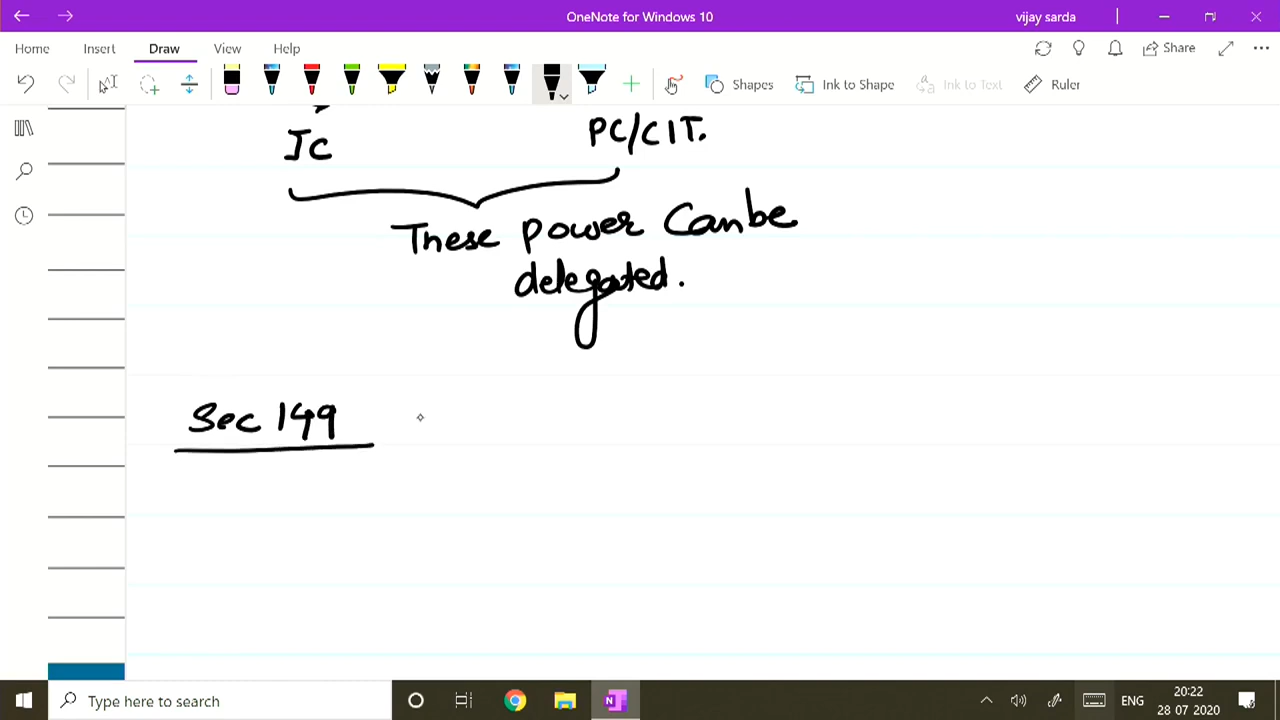 OneNote for Windows 10
vijay sarda
Home Insert Draw View Help
Share
Shapes Ink to Shape Ink to Text Ruler
JC PC/CIT.
These power Canbe
delegated.
Sec 149
Type here to search
ENG
20:22
28-07-2020